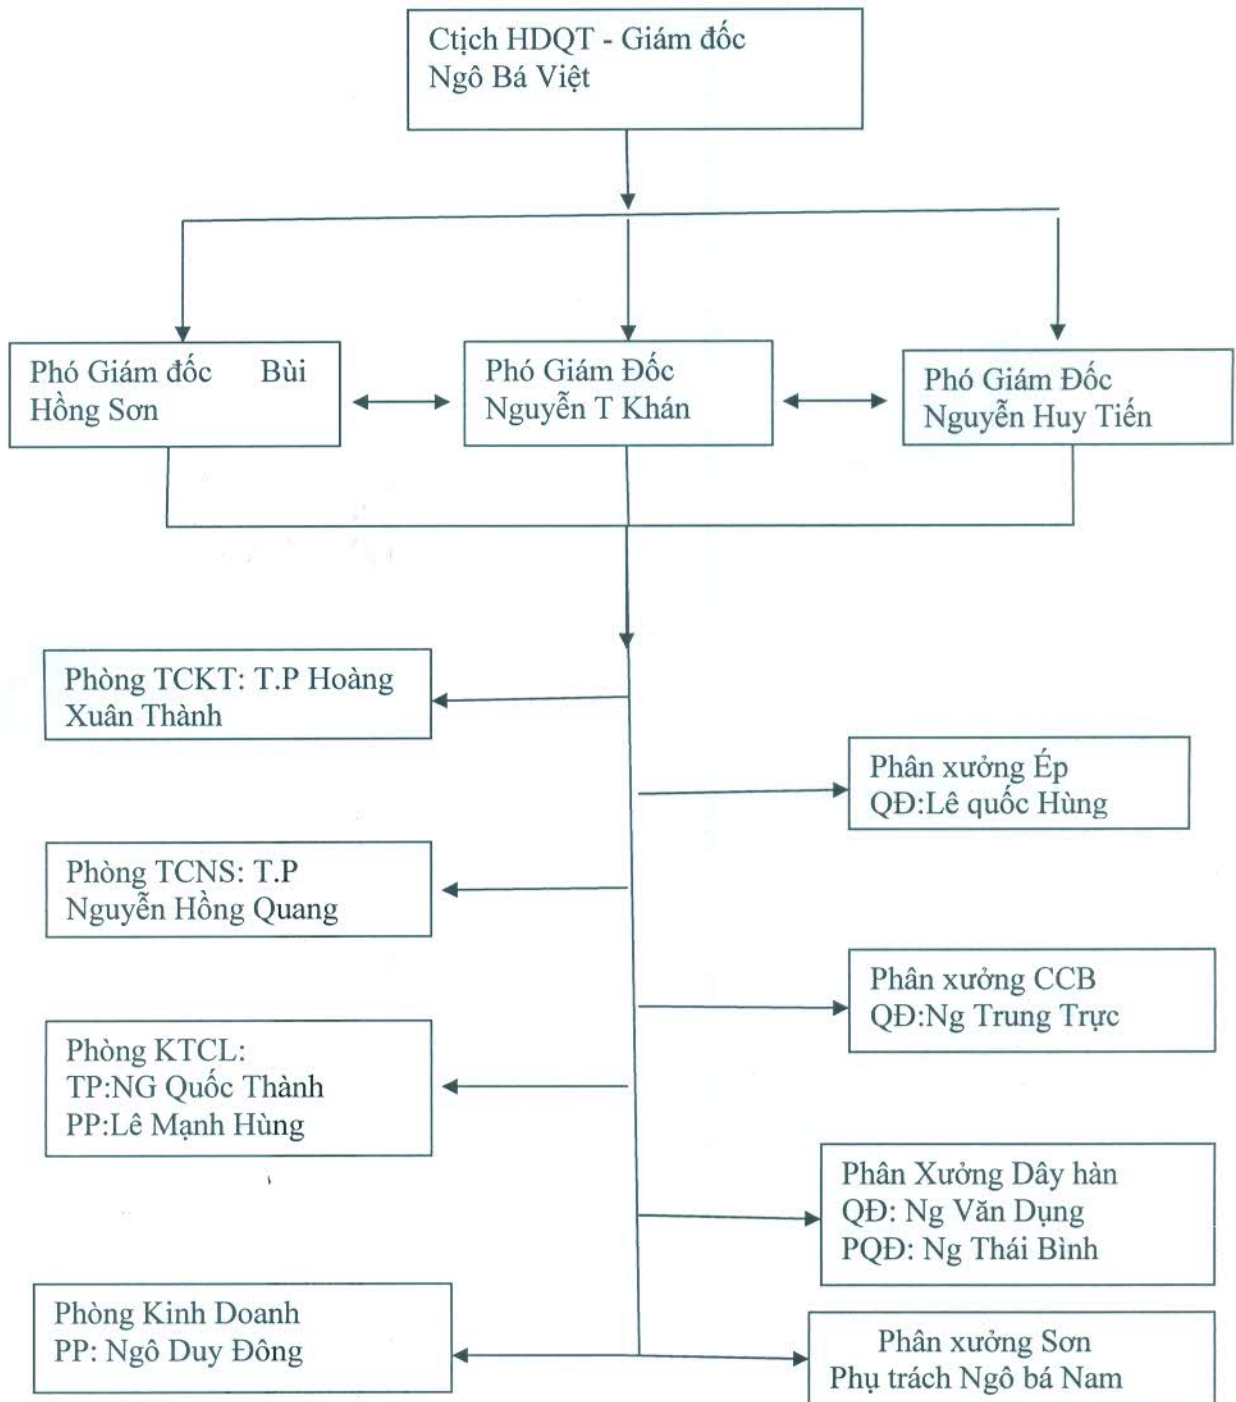 Ctịch HDQT - Giám đốc
Ngô Bá Việt
Phó Giám đốc Bùi
Hồng Sơn
Phó Giám Đốc
Nguyễn T Khán
Phó Giám Đốc
Nguyễn Huy Tiến
Phòng TCKT: T.P Hoàng
Xuân Thành
Phân xưởng Ép
QĐ:Lê quốc Hùng
Phòng TCNS: T.P
Nguyễn Hồng Quang
Phân xưởng CCB
QĐ:Ng Trung Trực
Phòng KTCL:
TP:NG Quốc Thành
PP:Lê Mạnh Hùng
Phân Xưởng Dây hàn
QĐ: Ng Văn Dụng
PQĐ: Ng Thái Bình
Phòng Kinh Doanh
PP: Ngô Duy Đông
Phân xưởng Sơn
Phụ trách Ngô bá Nam